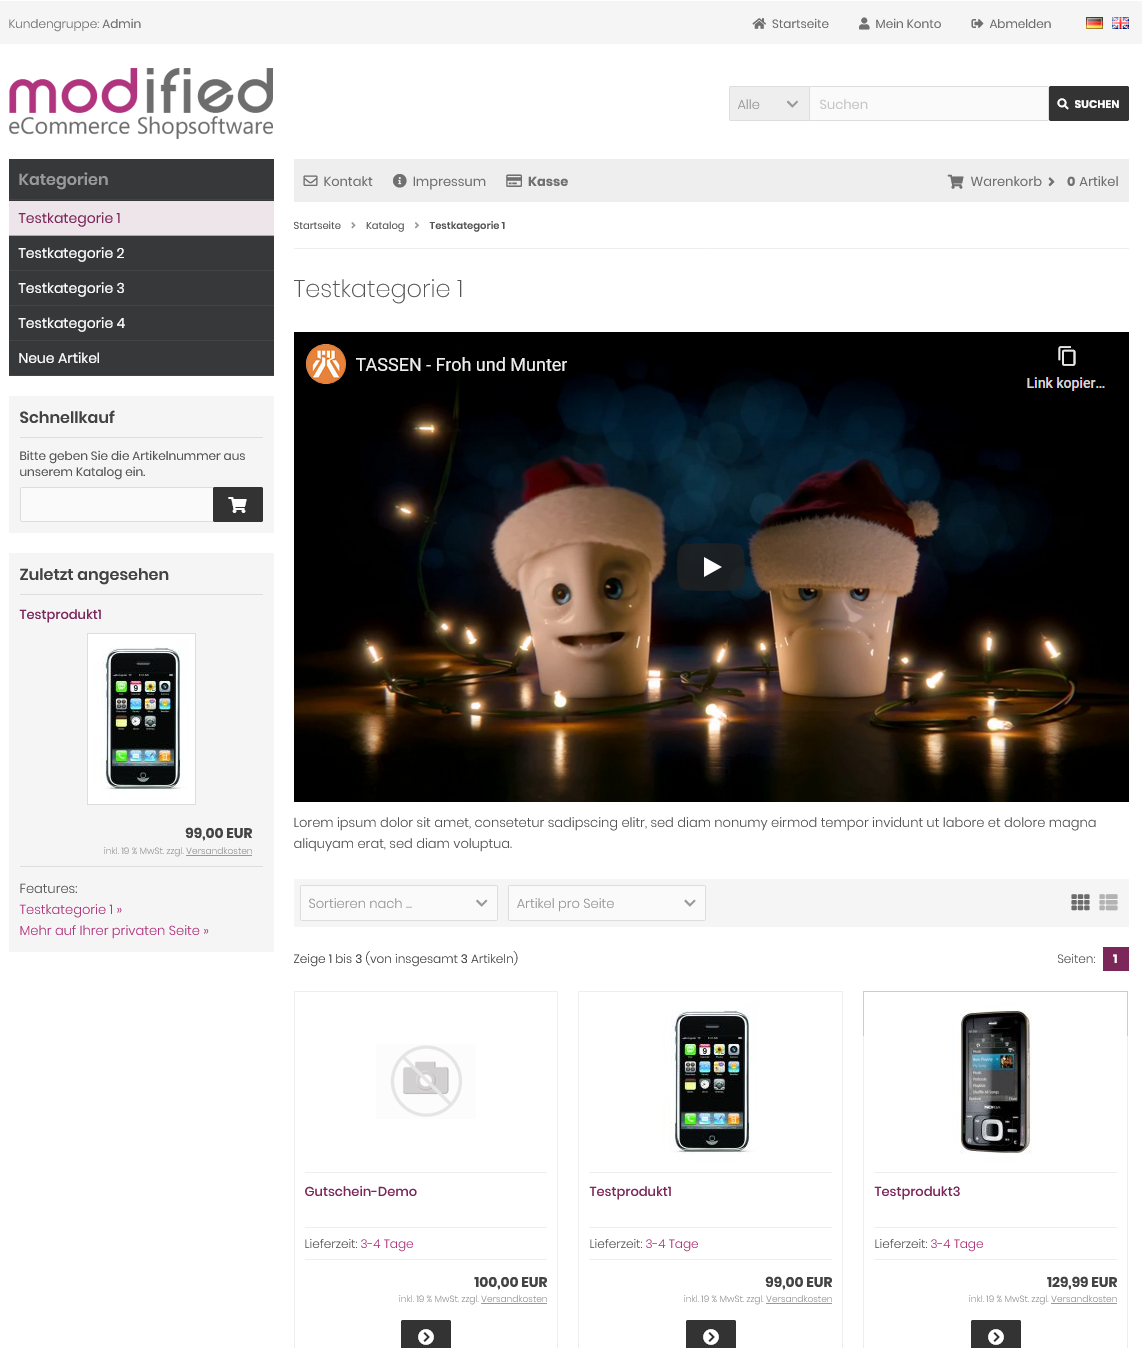 Kundengruppe: Admin
Startseite
Mein Konto
Abmelden
modified
eCommerce Shopsoftware
Alle
Suchen
SUCHEN
Kategorien
Testkategorie 1
Testkategorie 2
Testkategorie 3
Testkategorie 4
Neue Artikel
Kontakt
Impressum
Kasse
Warenkorb
0 Artikel
Startseite
Katalog
Testkategorie 1
Testkategorie 1
TASSEN - Froh und Munter
Link kopier...
Schnellkauf
Bitte geben Sie die Artikelnummer aus
unserem Katalog ein.
Zuletzt angesehen
Testprodukt1
99,00 EUR
inkl. 19 % MwSt. zzgl. Versandkosten
Features:
Testkategorie 1 »
Mehr auf Ihrer privaten Seite »
Lorem ipsum dolor sit amet, consetetur sadipscing elitr, sed diam nonumy eirmod tempor invidunt ut labore et dolore magna
aliquyam erat, sed diam voluptua.
Sortieren nach ...
Artikel pro Seite
Zeige 1 bis 3 (von insgesamt 3 Artikeln)
Seiten: 1
Gutschein-Demo
Lieferzeit: 3-4 Tage
100,00 EUR
inkl. 19 % MwSt. zzgl. Versandkosten
Testprodukt1
Lieferzeit: 3-4 Tage
99,00 EUR
inkl. 19 % MwSt. zzgl. Versandkosten
Testprodukt3
Lieferzeit: 3-4 Tage
129,99 EUR
inkl. 19 % MwSt. zzgl. Versandkosten